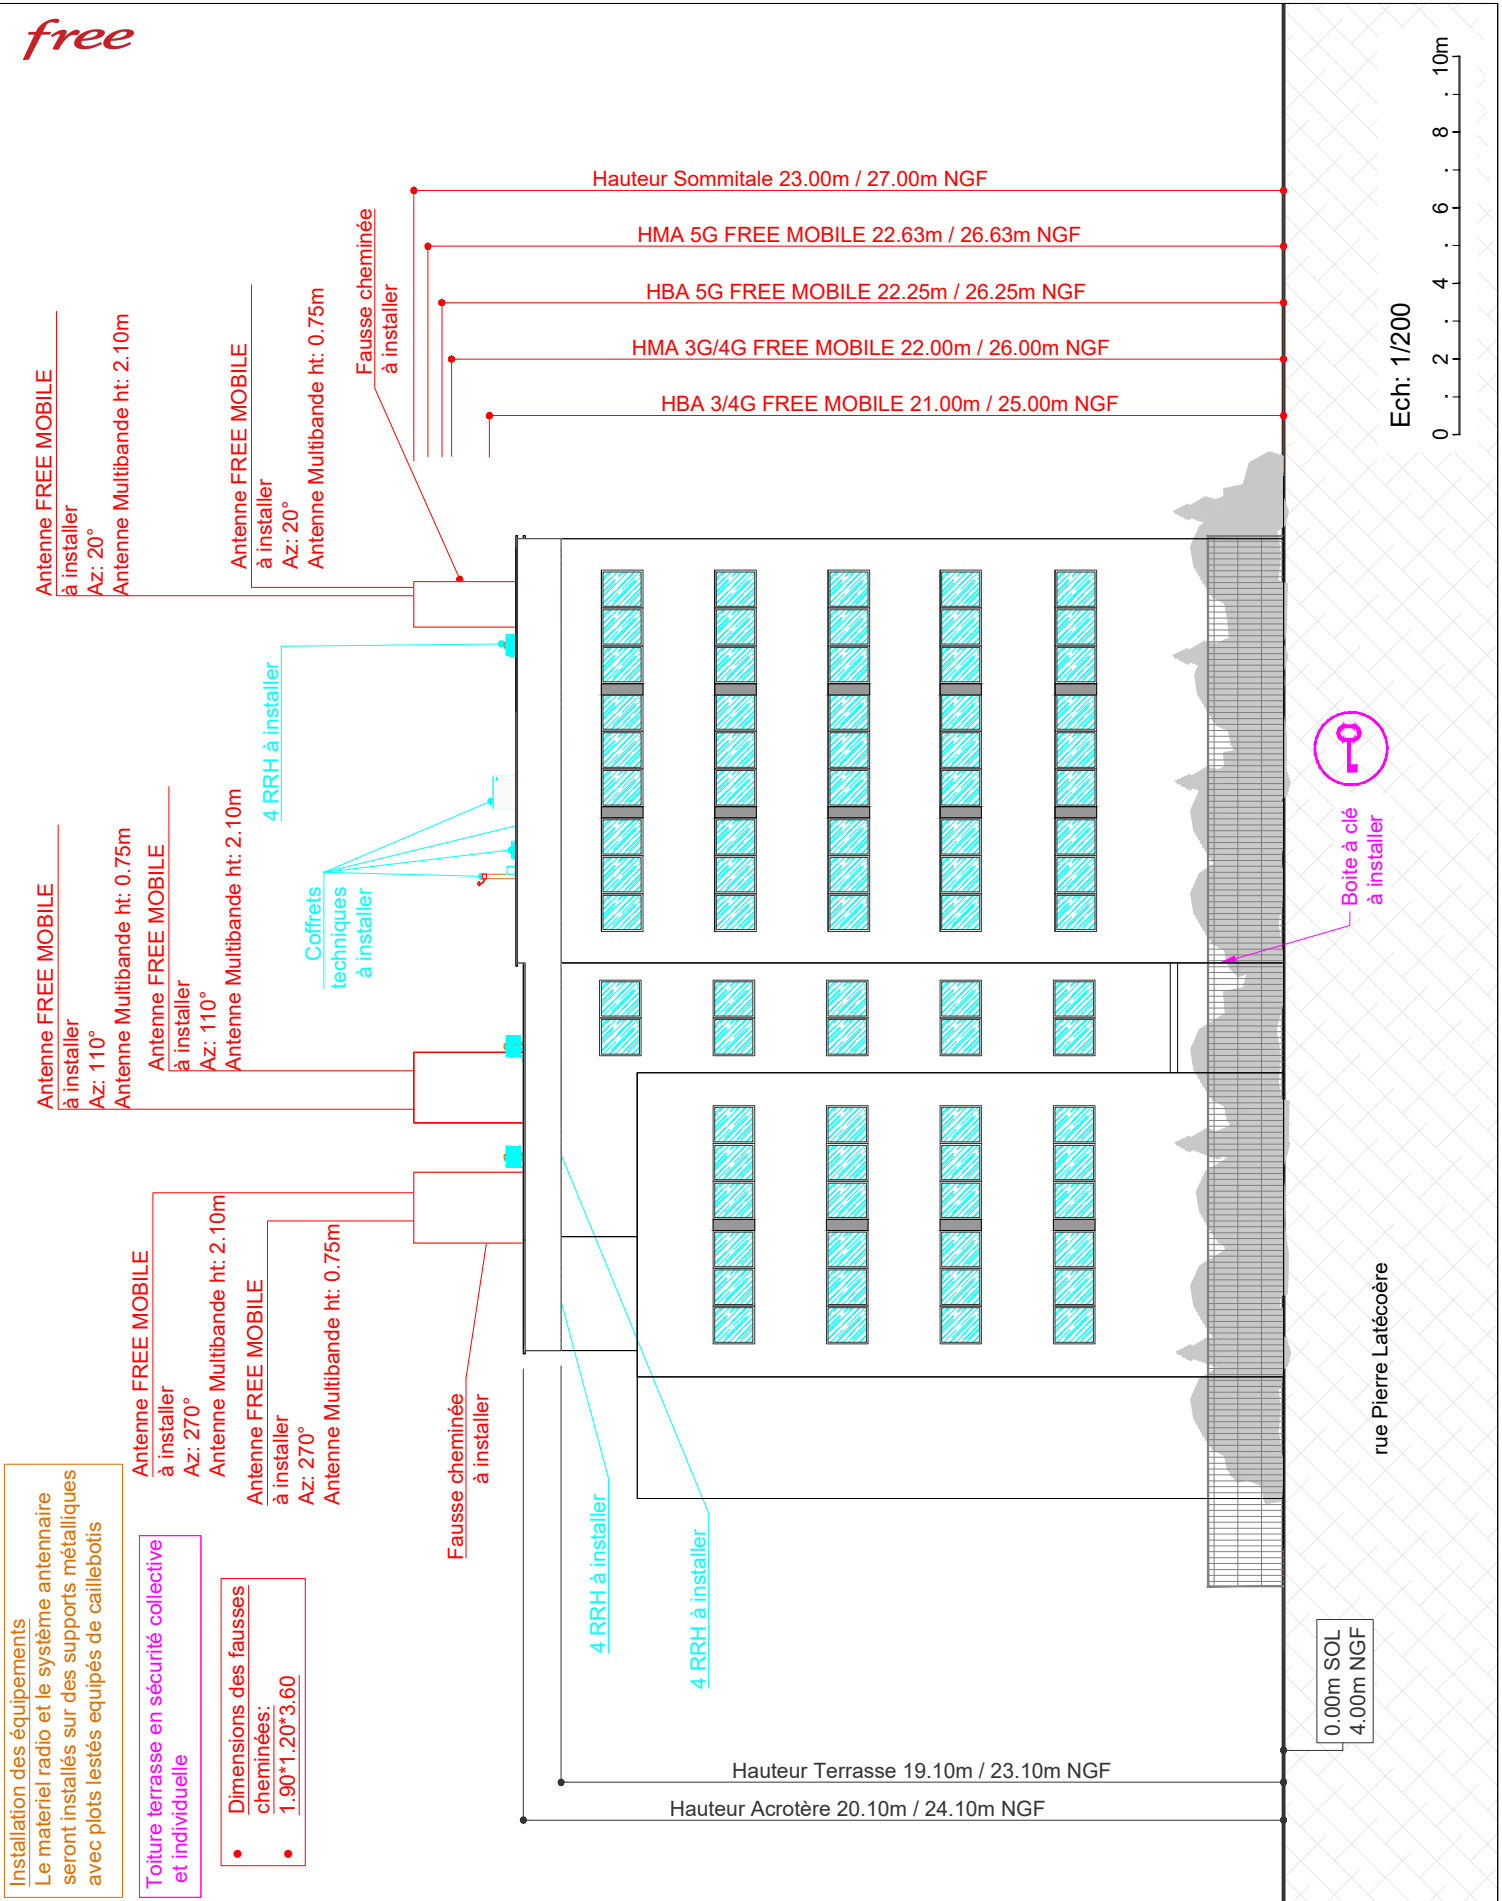 free
Installation des équipements
Le materiel radio et le système antennaire
seront installés sur des supports métalliques
avec plots lestés equipés de caillebotis
Toiture terrasse en sécurité collective
et individuelle
Dimensions des fausses
cheminées:
1.90*1.20*3.60
Antenne FREE MOBILE
à installer
Az: 270°
Antenne Multibande ht: 2.10m
Antenne FREE MOBILE
à installer
Az: 270°
Antenne Multibande ht: 0.75m
Fausse cheminée
à installer
Antenne FREE MOBILE
à installer
Az: 110°
Antenne Multibande ht: 0.75m
Antenne FREE MOBILE
à installer
Az: 110°
Antenne Multibande ht: 2.10m
Coffrets
techniques
à installer
4 RRH à installer
Antenne FREE MOBILE
à installer
Az: 20°
Antenne Multibande ht: 2.10m
Antenne FREE MOBILE
à installer
Az: 20°
Antenne Multibande ht: 0.75m
Fausse cheminée
à installer
4 RRH à installer
4 RRH à installer
Hauteur Sommitale 23.00m / 27.00m NGF
HMA 5G FREE MOBILE 22.63m / 26.63m NGF
HBA 5G FREE MOBILE 22.25m / 26.25m NGF
HMA 3G/4G FREE MOBILE 22.00m / 26.00m NGF
HBA 3/4G FREE MOBILE 21.00m / 25.00m NGF
Hauteur Terrasse 19.10m / 23.10m NGF
Hauteur Acrotère 20.10m / 24.10m NGF
0.00m SOL
4.00m NGF
Boite à clé
à installer
rue Pierre Latécoère
Ech: 1/200
0 2 4 6 8 10m